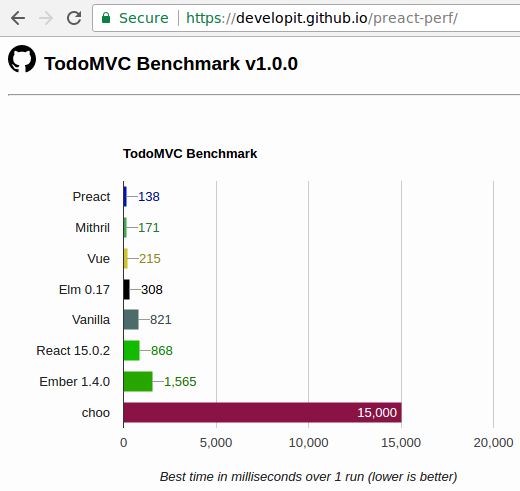 Secure https://developit.github.io/preact-perf/
TodoMVC Benchmark v1.0.0
TodoMVC Benchmark
Preact 138
Mithril 171
Vue 215
Elm 0.17 308
Vanilla 821
React 15.0.2 868
Ember 1.4.0 1,565
choo 15,000
0 5,000 10,000 15,000 20,000
Best time in milliseconds over 1 run (lower is better)